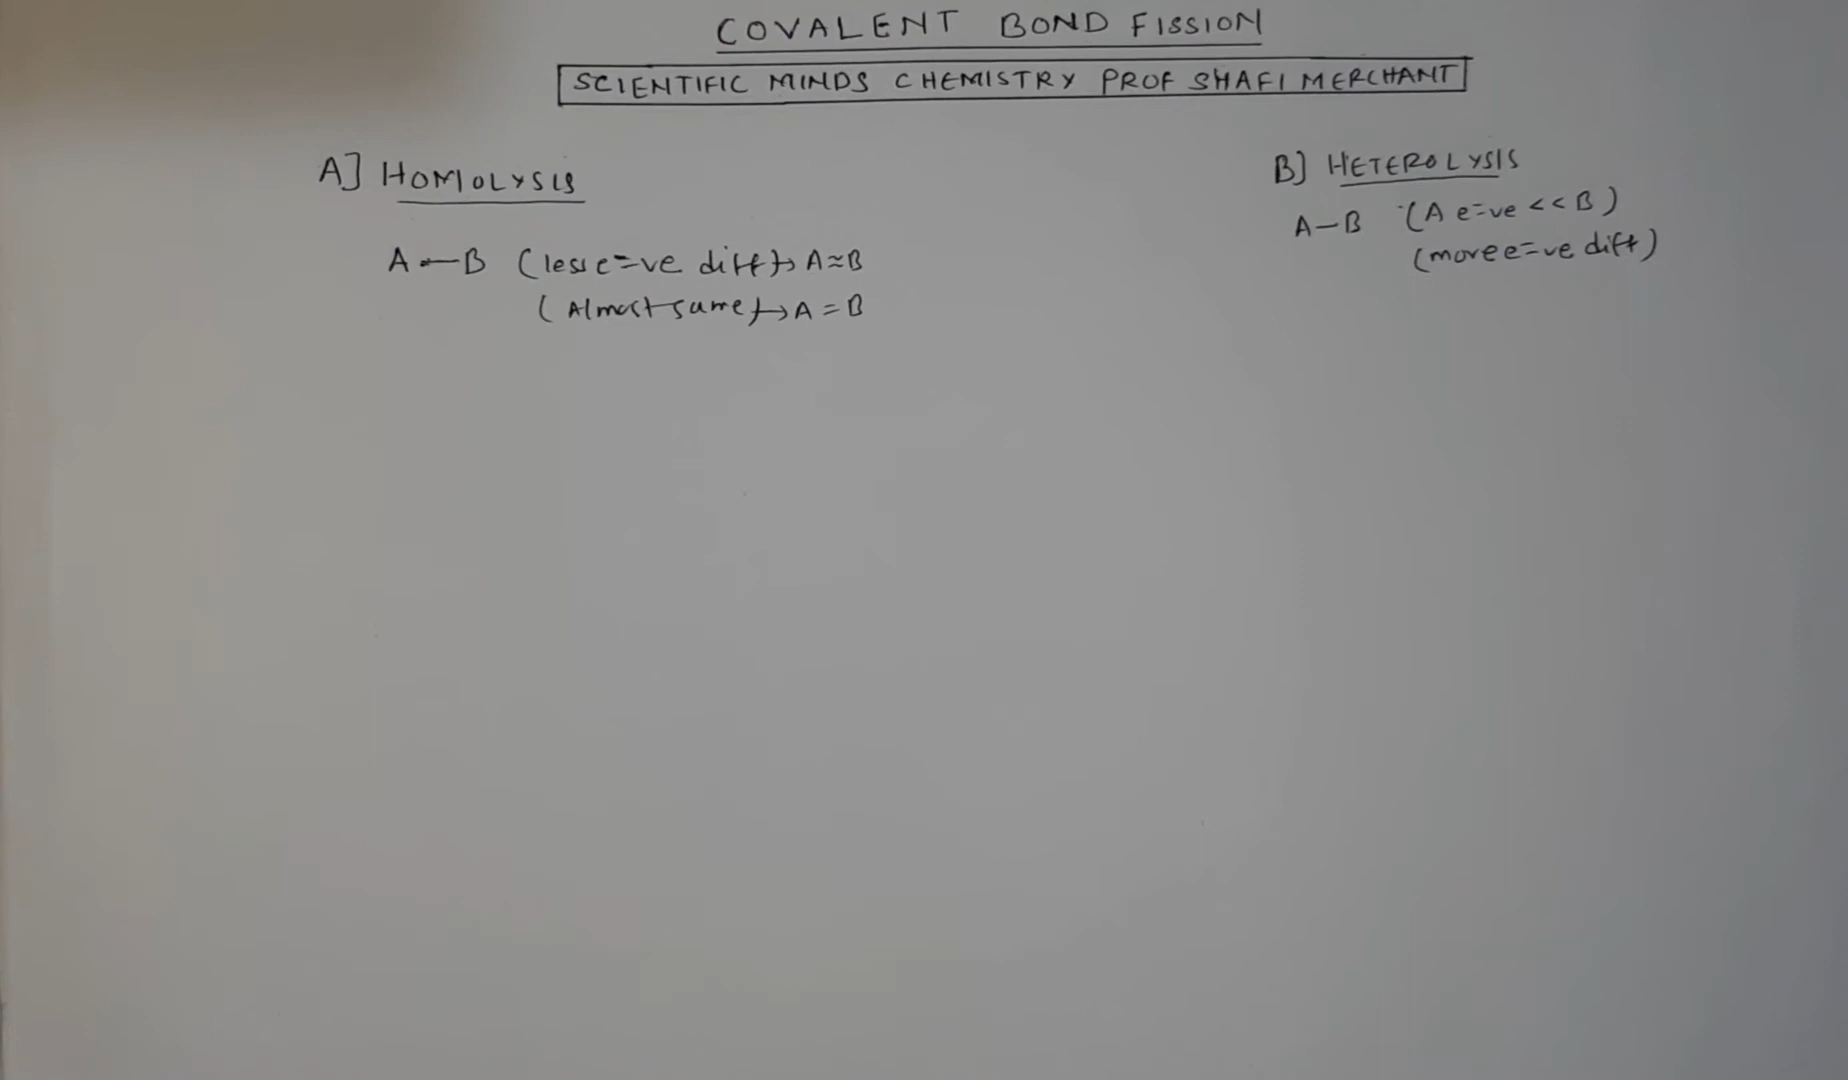 COVALENT BOND FISSION
SCIENTIFIC MINDS CHEMISTRY PROF SHAFI MERCHANT
A] HOMOLYSIS
A—B (less e=ve diff)→ A≈B
(Almost same)→ A=B
B] HETEROLYSIS
A—B (A e=ve << B)
(more e=ve diff)